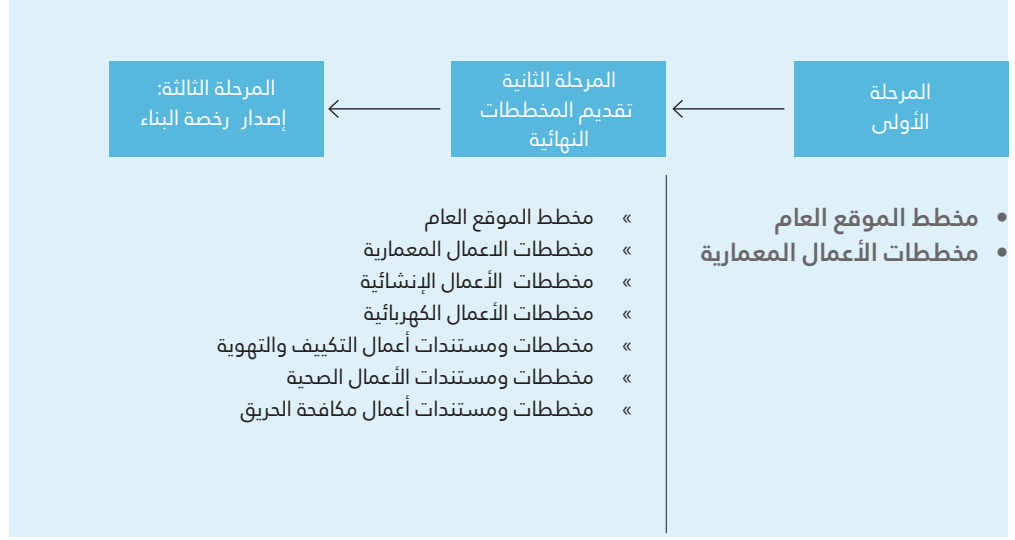 المرحلة
الأولى
المرحلة الثانية
تقديم المخططات
النهائية
المرحلة الثالثة:
إصدار رخصة البناء
• مخطط الموقع العام
• مخططات الأعمال المعمارية
» مخطط الموقع العام
» مخططات الاعمال المعمارية
» مخططات الأعمال الإنشائية
» مخططات الأعمال الكهربائية
» مخططات ومستندات أعمال التكييف والتهوية
» مخططات ومستندات الأعمال الصحية
» مخططات ومستندات أعمال مكافحة الحريق